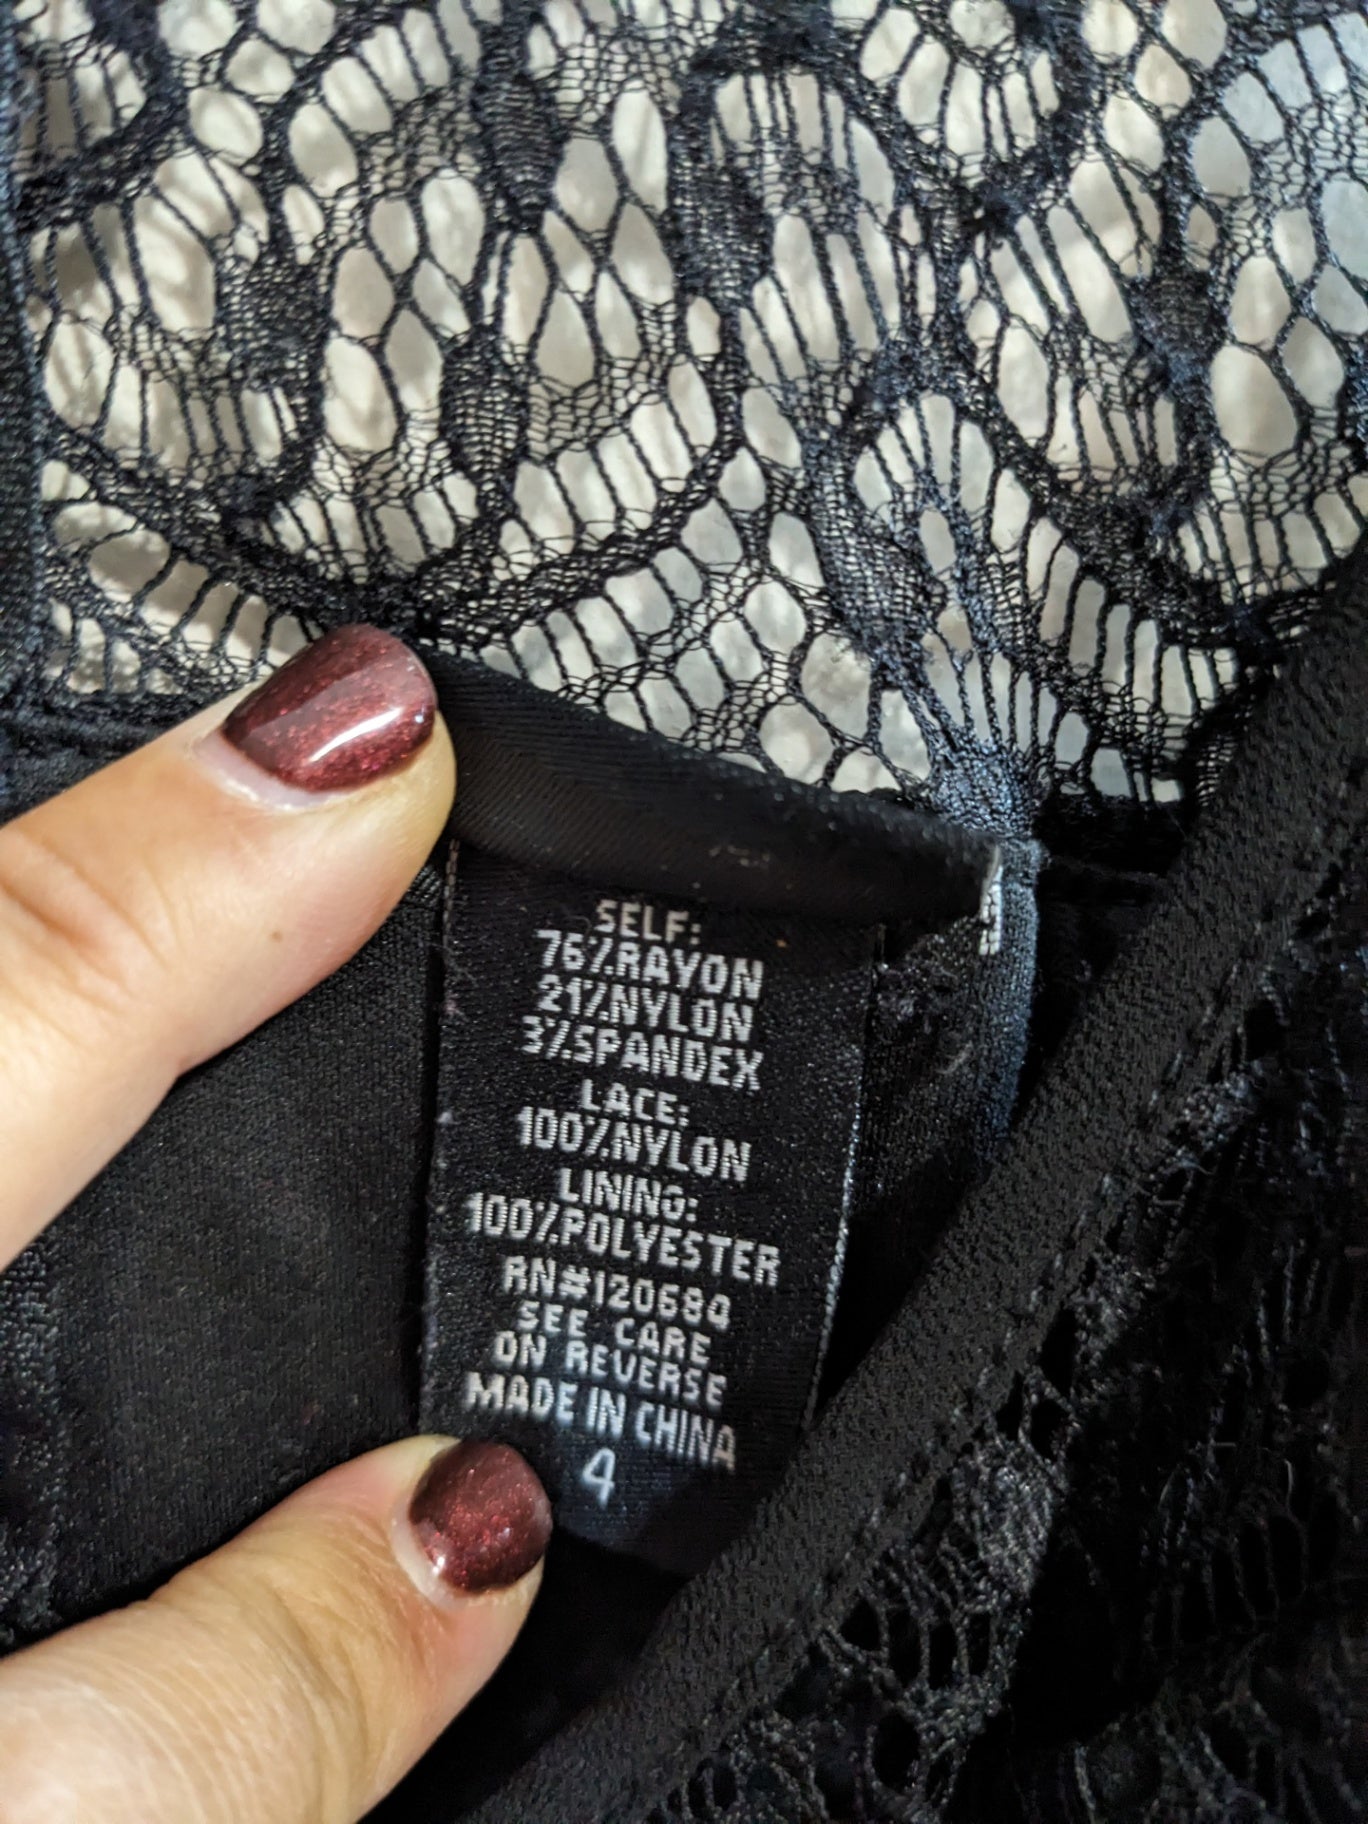 SELF:
76%RAYON
21%NYLON
3%SPANDEX
LACE:
100%NYLON
LINING:
100%POLYESTER
RN#120684
SEE CARE
ON REVERSE
MADE IN CHINA
4